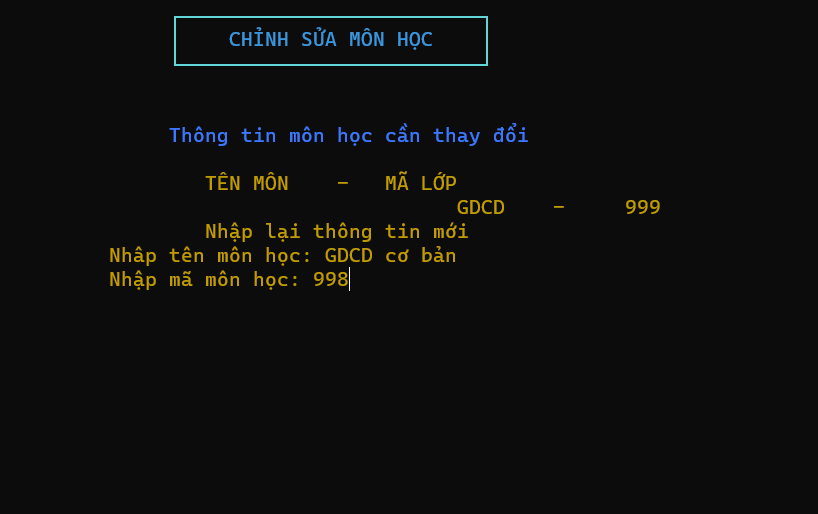 CHỈNH SỬA MÔN HỌC
Thông tin môn học cần thay đổi
TÊN MÔN - MÃ LỚP
GDCD - 999
Nhập lại thông tin mới
Nhâp tên môn học: GDCD cơ bản
Nhập mã môn học: 998